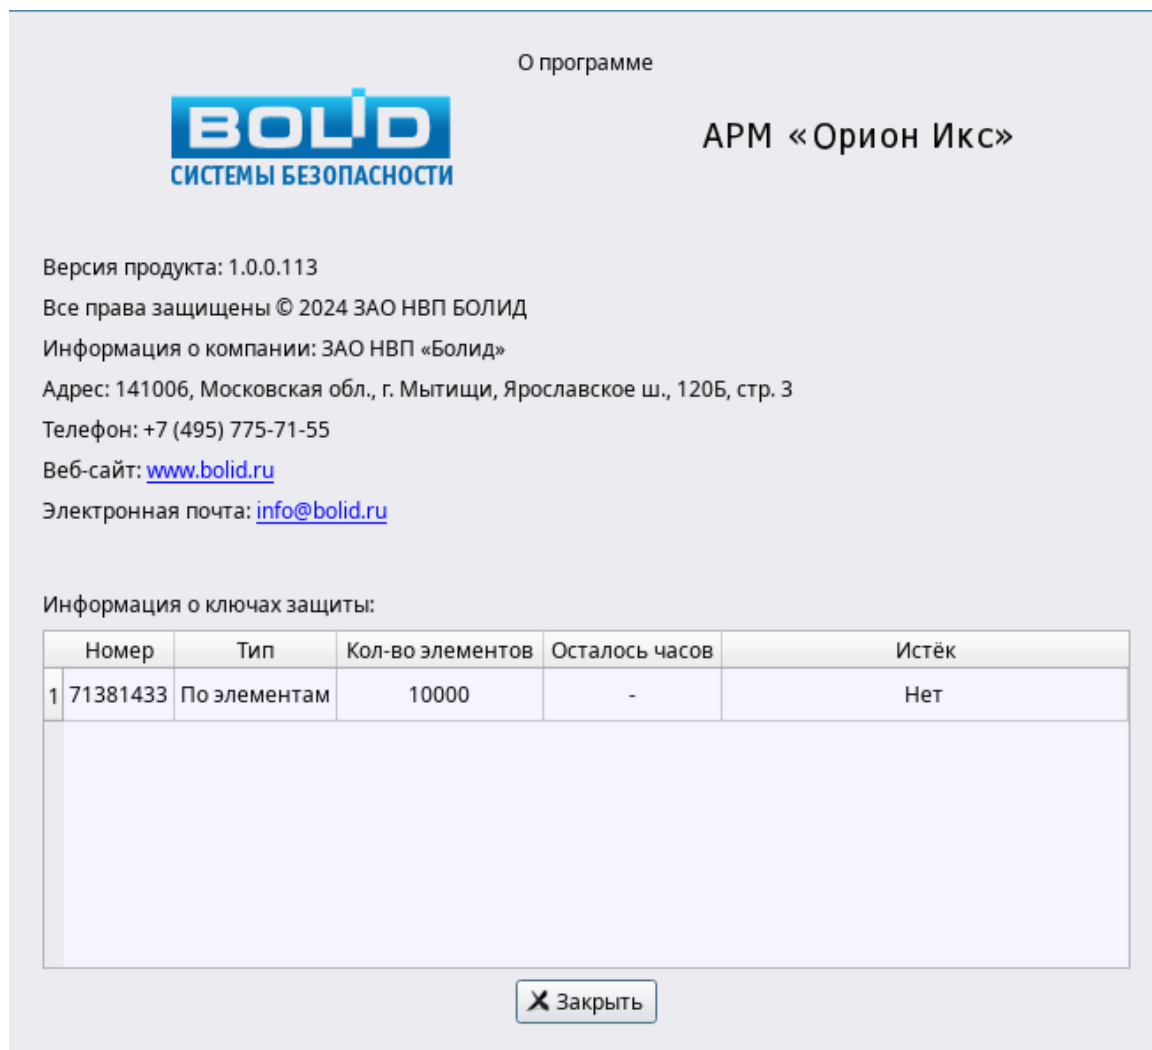 О программе
BOLID
СИСТЕМЫ БЕЗОПАСНОСТИ
АРМ «Орион Икс»
Версия продукта: 1.0.0.113
Все права защищены © 2024 ЗАО НВП БОЛИД
Информация о компании: ЗАО НВП «Болид»
Адрес: 141006, Московская обл., г. Мытищи, Ярославское ш., 120Б, стр. 3
Телефон: +7 (495) 775-71-55
Веб-сайт: www.bolid.ru
Электронная почта: info@bolid.ru
Информация о ключах защиты:
Номер Тип Кол-во элементов Осталось часов Истёк
1 71381433 По элементам 10000 - Нет
Закрыть